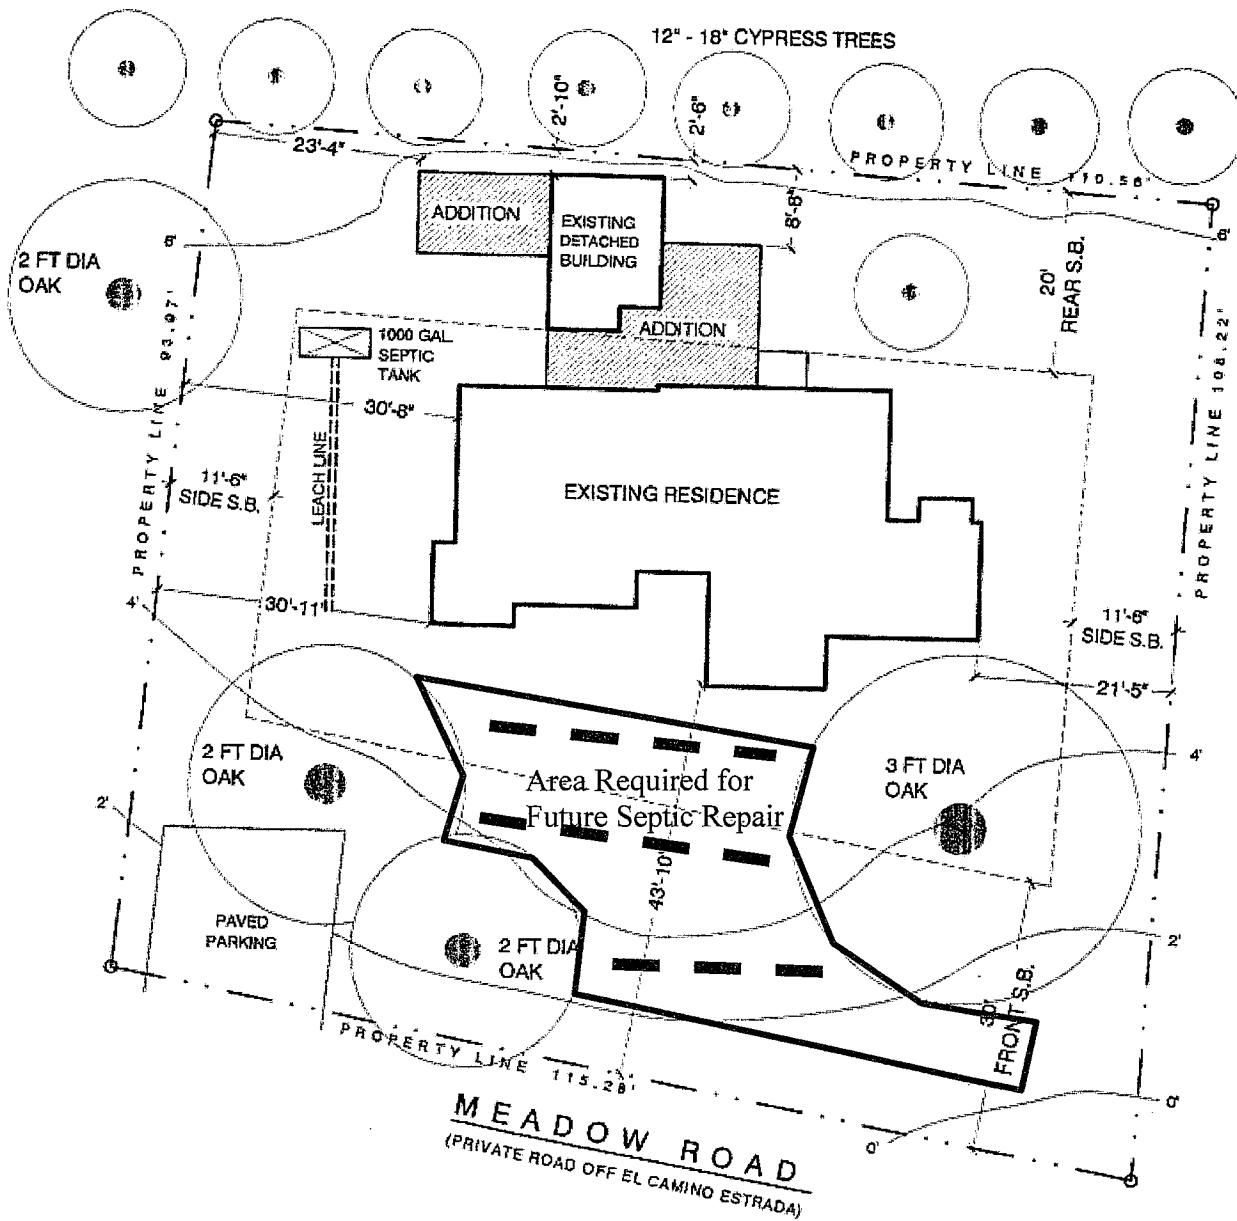 12" - 18" CYPRESS TREES
2'-10"
2'-6"
23'-4"
PROPERTY LINE 110.56'
8'-8"
ADDITION
EXISTING
DETACHED
BUILDING
6'
6'
2 FT DIA
OAK
20'
REAR S.B.
PROPERTY LINE 93.97'
1000 GAL
SEPTIC
TANK
ADDITION
PROPERTY LINE 108.22'
30'-8"
11'-6"
SIDE S.B.
LEACH LINE
EXISTING RESIDENCE
4'
30'-11"
11'-6"
SIDE S.B.
21'-5"
2 FT DIA
OAK
Area Required for
Future Septic Repair
3 FT DIA
OAK
4'
2'
43'-10"
PAVED
PARKING
2 FT DIA
OAK
2'
30'
FRONT S.B.
PROPERTY LINE 115.28'
0'
0'
MEADOW ROAD
(PRIVATE ROAD OFF EL CAMINO ESTRADA)